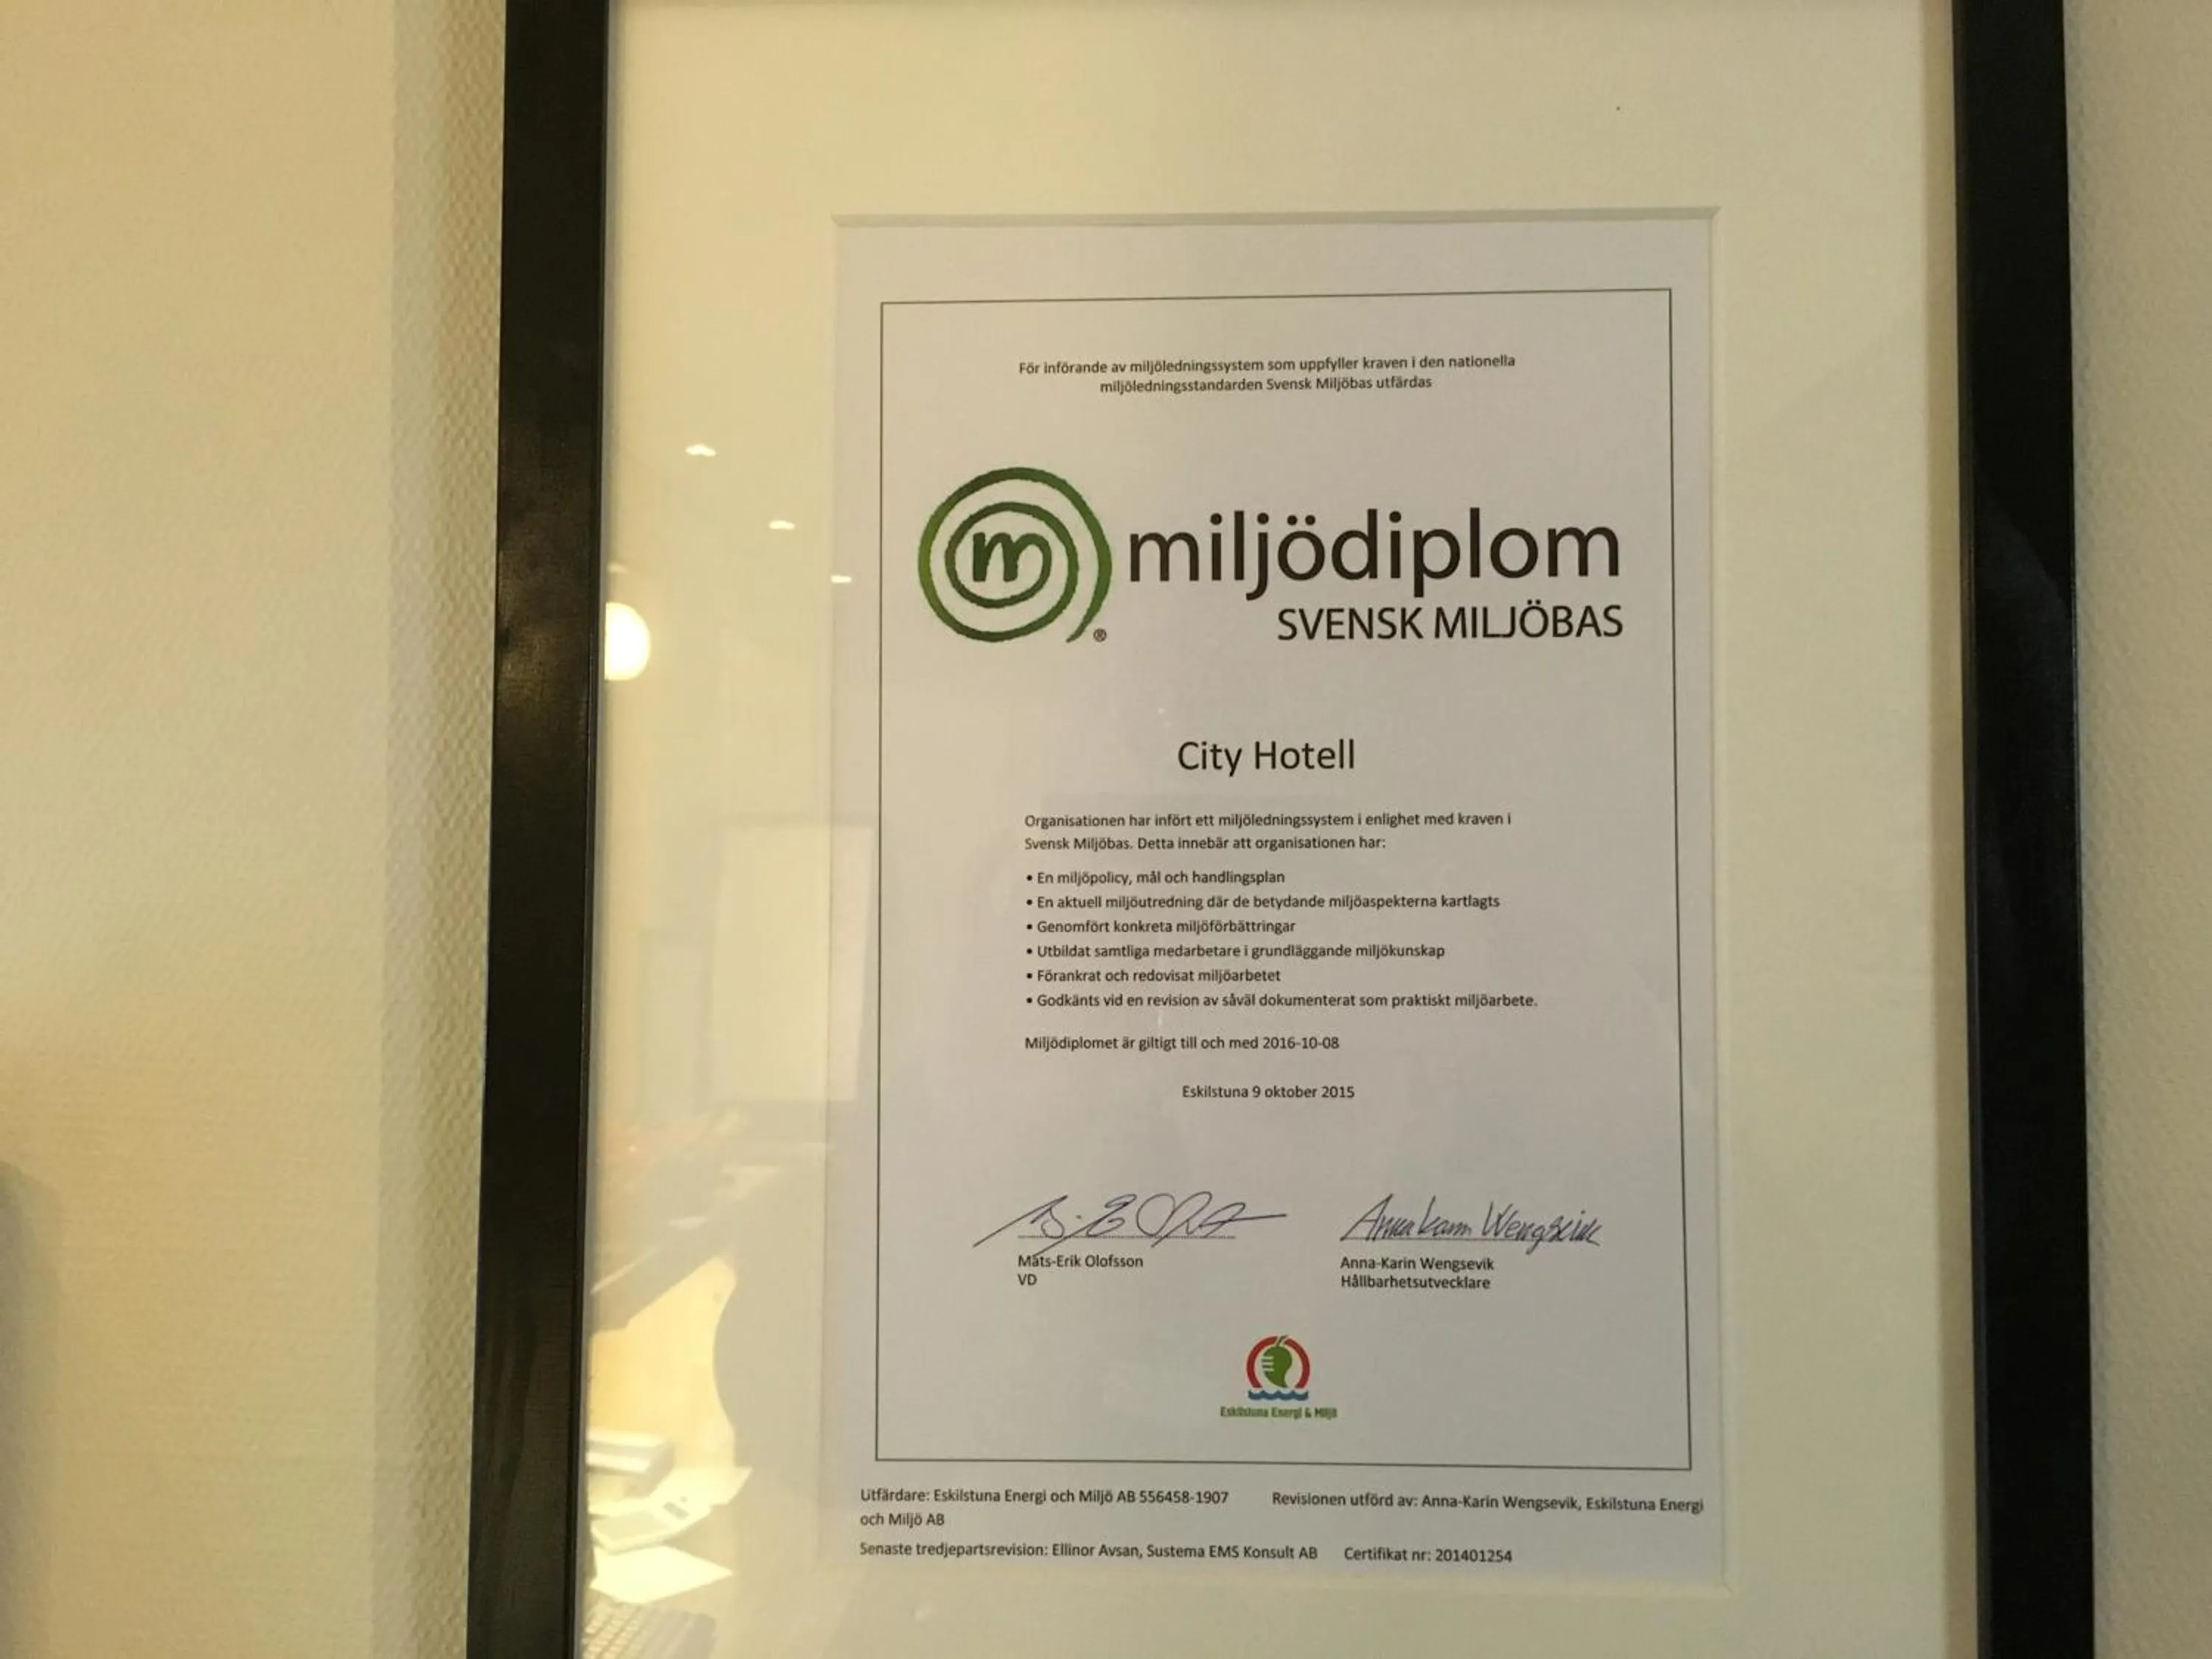 För införande av miljöledningssystem som uppfyller kraven i den nationella
miljöledningsstandarden Svensk Miljöbas utfärdas
m
®
miljödiplom
SVENSK MILJÖBAS
City Hotell
Organisationen har infört ett miljöledningssystem i enlighet med kraven i
Svensk Miljöbas. Detta innebär att organisationen har:
• En miljöpolicy, mål och handlingsplan
• En aktuell miljöutredning där de betydande miljöaspekterna kartlagts
• Genomfört konkreta miljöförbättringar
• Utbildat samtliga medarbetare i grundläggande miljökunskap
• Förankrat och redovisat miljöarbetet
• Godkänts vid en revision av såväl dokumenterat som praktiskt miljöarbete.
Miljödiplomet är giltigt till och med 2016-10-08
Eskilstuna 9 oktober 2015
Anna Karin Wengsevik
Mats-Erik Olofsson
VD
Anna-Karin Wengsevik
Hållbarhetsutvecklare
Eskilstuna Energi & Miljö
Utfärdare: Eskilstuna Energi och Miljö AB 556458-1907 Revisionen utförd av: Anna-Karin Wengsevik, Eskilstuna Energi
och Miljö AB
Senaste tredjepartsrevision: Ellinor Avsan, Sustema EMS Konsult AB Certifikat nr: 201401254